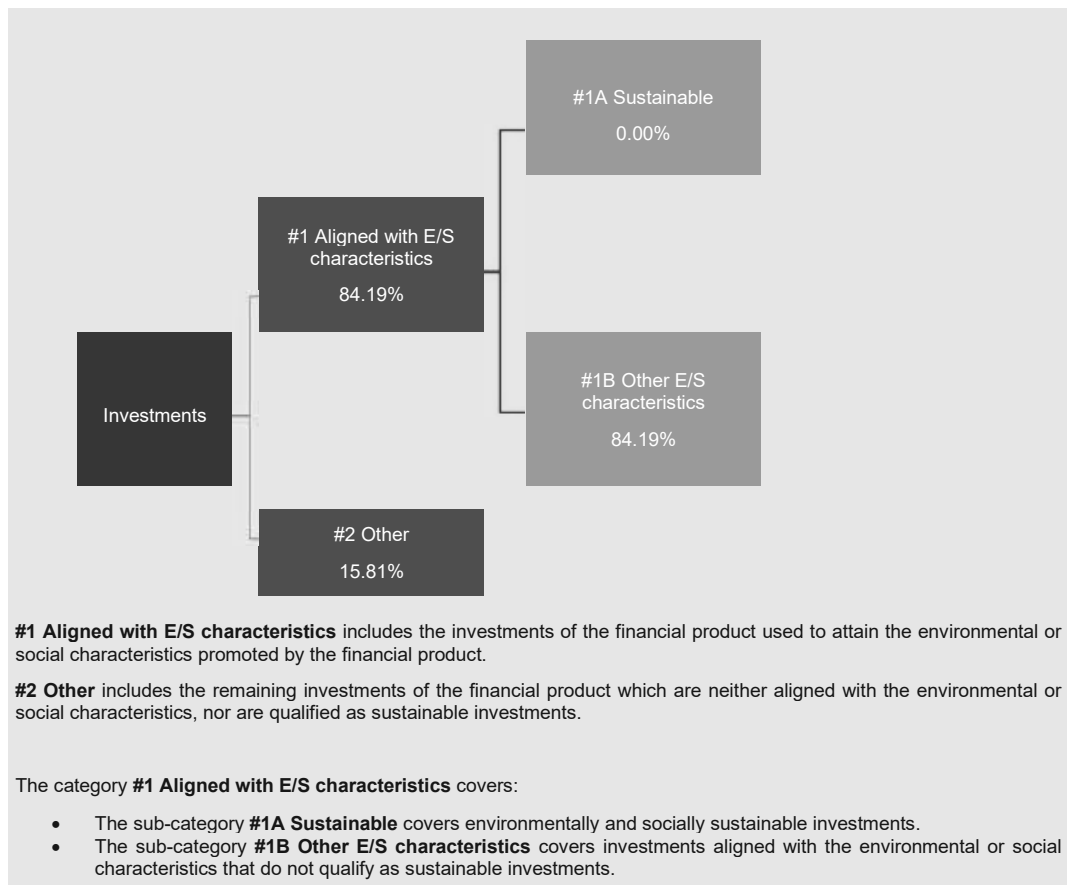 #1A Sustainable
0.00%
#1 Aligned with E/S
characteristics
84.19%
#1B Other E/S
characteristics
84.19%
Investments
#2 Other
15.81%
#1 Aligned with E/S characteristics includes the investments of the financial product used to attain the environmental or
social characteristics promoted by the financial product.
#2 Other includes the remaining investments of the financial product which are neither aligned with the environmental or
social characteristics, nor are qualified as sustainable investments.
The category #1 Aligned with E/S characteristics covers:
• The sub-category #1A Sustainable covers environmentally and socially sustainable investments.
• The sub-category #1B Other E/S characteristics covers investments aligned with the environmental or social
characteristics that do not qualify as sustainable investments.